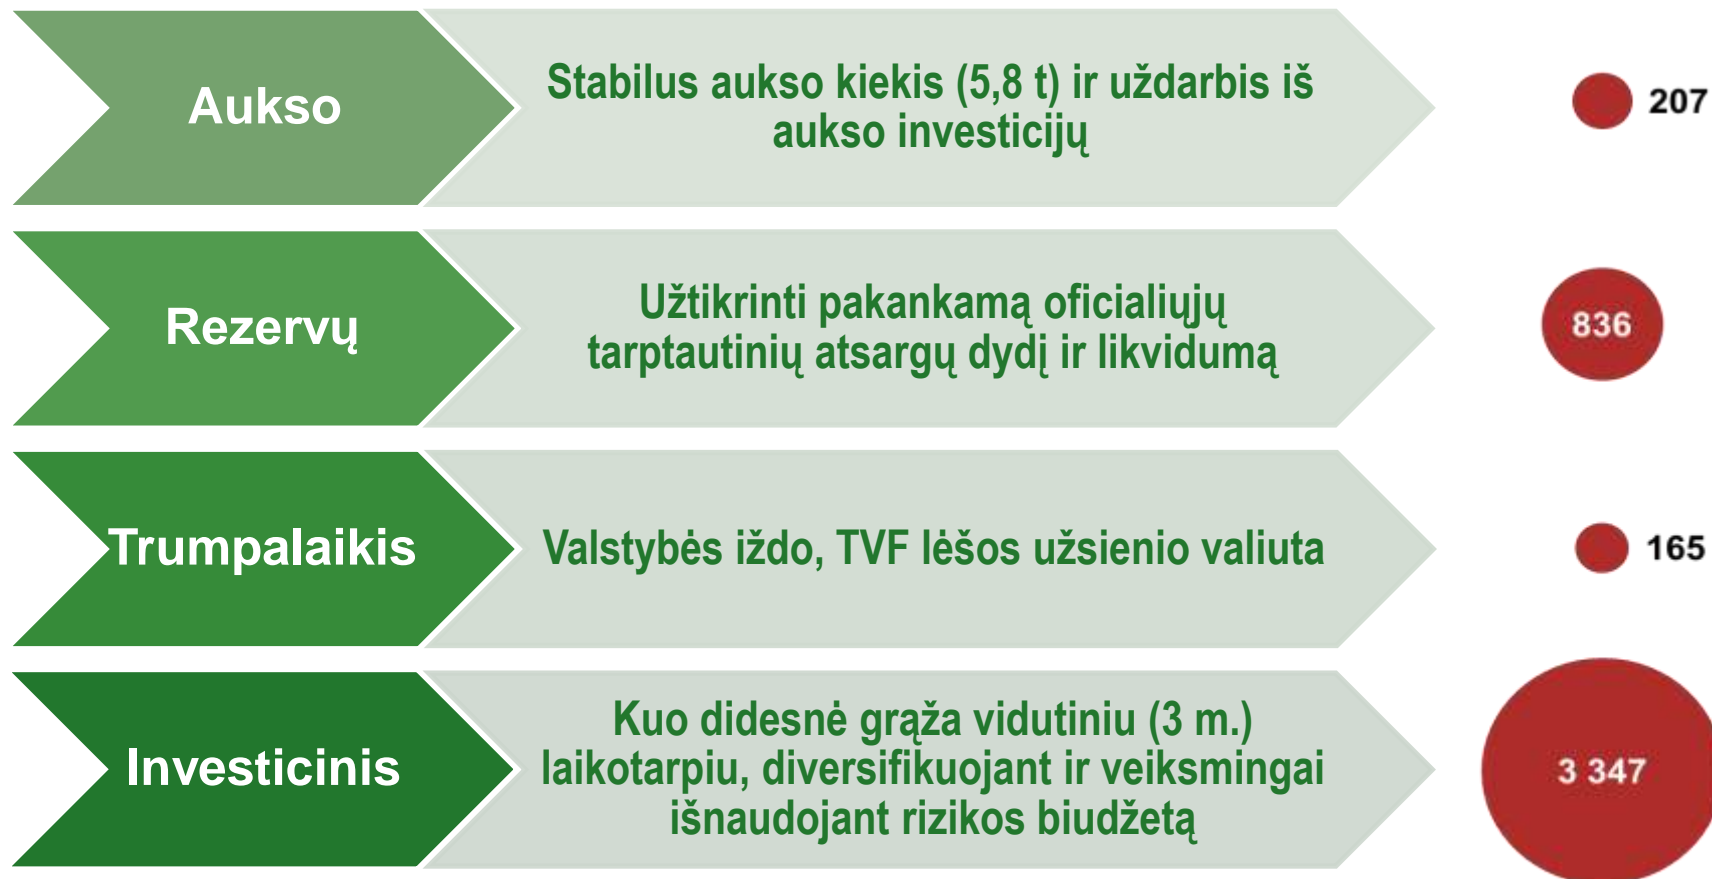 Aukso
Stabilus aukso kiekis (5,8 t) ir uždarbis iš
aukso investicijų
207
Rezervų
Užtikrinti pakankamą oficialiųjų
tarptautinių atsargų dydį ir likvidumą
836
Trumpalaikis
Valstybės iždo, TVF lėšos užsienio valiuta
165
Investicinis
Kuo didesnė grąža vidutiniu (3 m.)
laikotarpiu, diversifikuojant ir veiksmingai
išnaudojant rizikos biudžetą
3 347